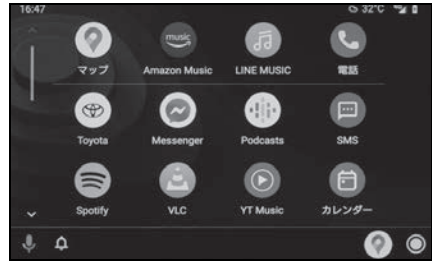 16:47
32°C
マップ
music
Amazon Music
LINE MUSIC
電話
Toyota
Messenger
Podcasts
SMS
Spotify
VLC
YT Music
カレンダー